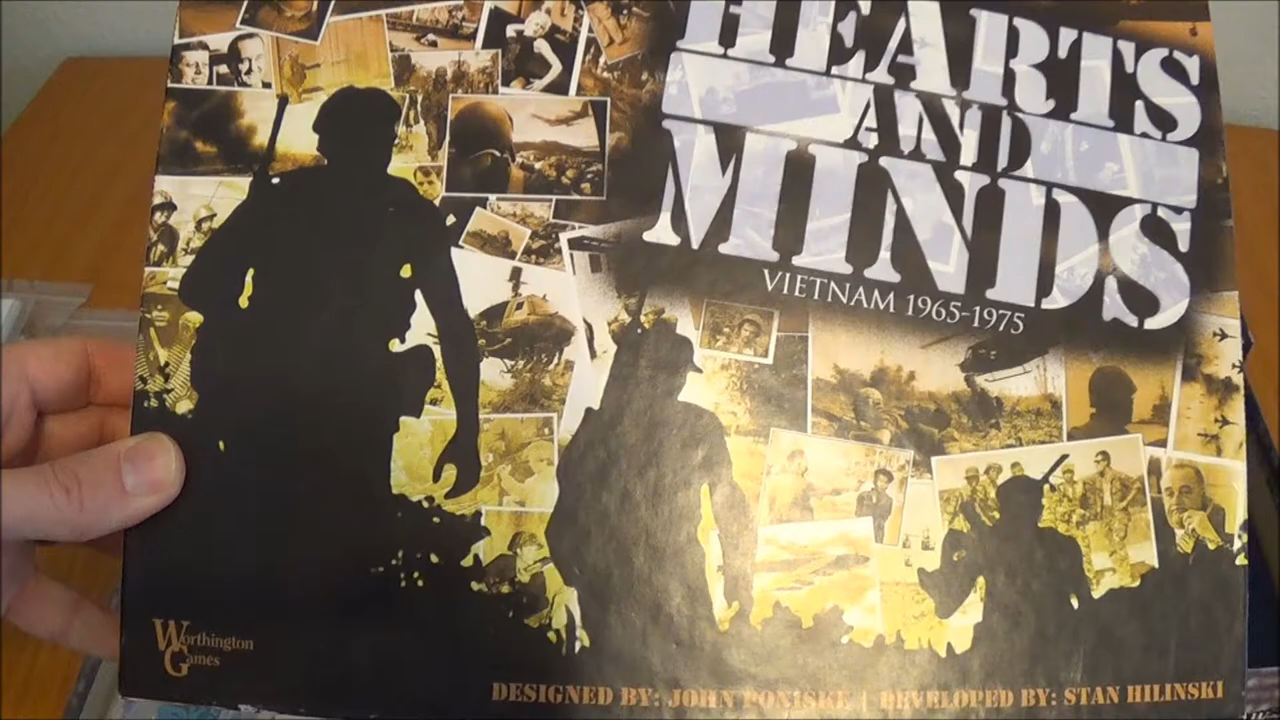 HEARTS
AND
MINDS
VIETNAM 1965-1975
Worthington
Games
DESIGNED BY: JOHN PONISKE | DEVELOPED BY: STAN HILINSKI